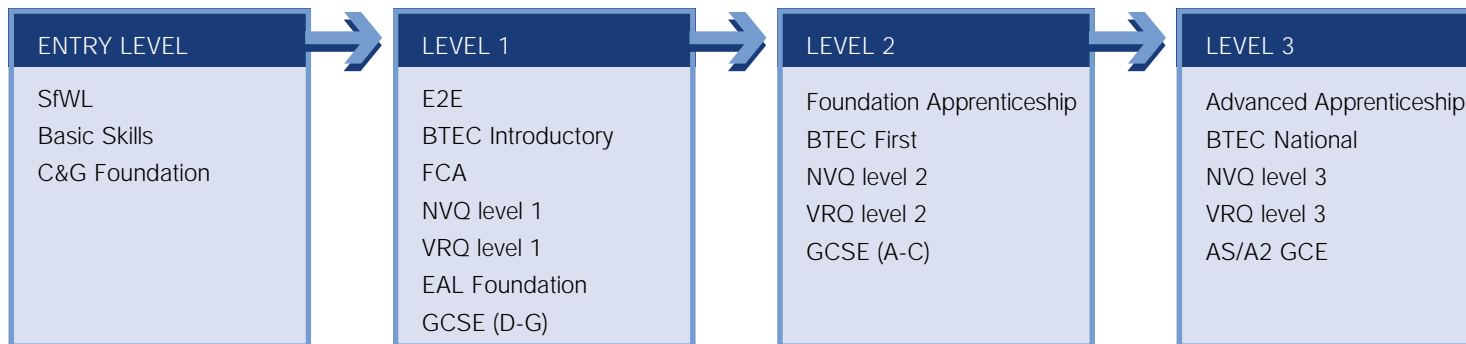 ENTRY LEVEL
SfWL
Basic Skills
C&G Foundation
LEVEL 1
E2E
BTEC Introductory
FCA
NVQ level 1
VRQ level 1
EAL Foundation
GCSE (D-G)
LEVEL 2
Foundation Apprenticeship
BTEC First
NVQ level 2
VRQ level 2
GCSE (A-C)
LEVEL 3
Advanced Apprenticeship
BTEC National
NVQ level 3
VRQ level 3
AS/A2 GCE